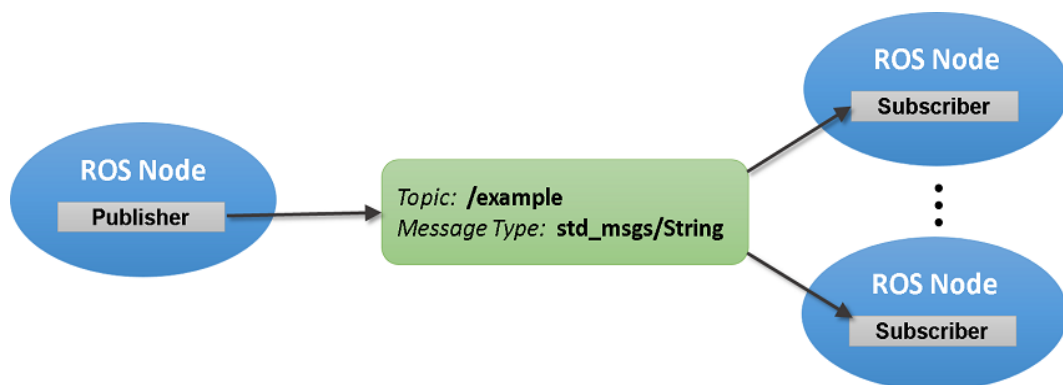 ROS Node
Publisher
Topic: /example
Message Type: std_msgs/String
ROS Node
Subscriber
ROS Node
Subscriber